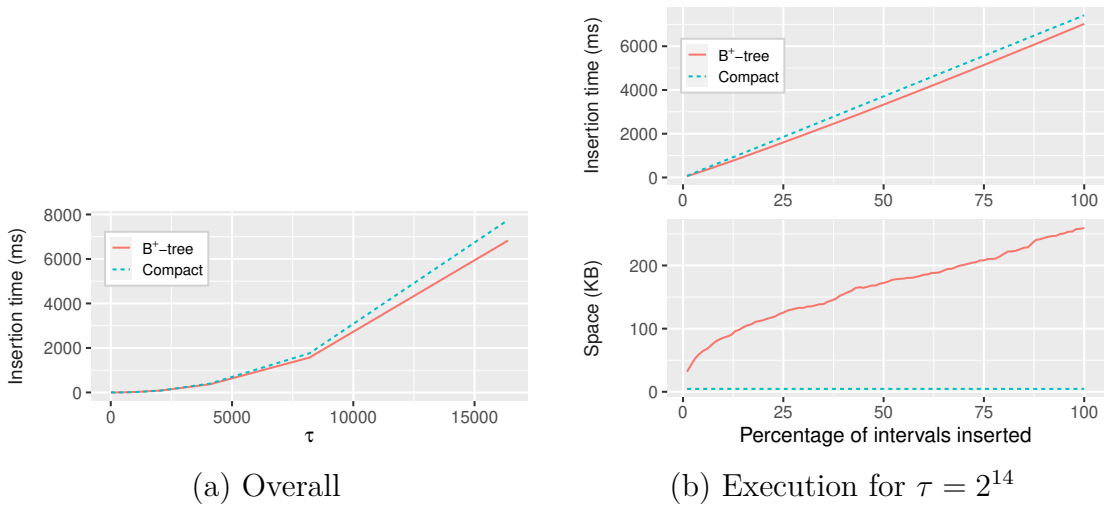 Insertion time (ms)
8000
6000
4000
2000
0
B⁺-tree
Compact
0
5000
10000
15000
τ
(a) Overall
Insertion time (ms)
6000
4000
2000
0
B⁺-tree
Compact
0
25
50
75
100
Space (KB)
200
100
0
0
25
50
75
100
Percentage of intervals inserted
(b) Execution for τ = 2¹⁴